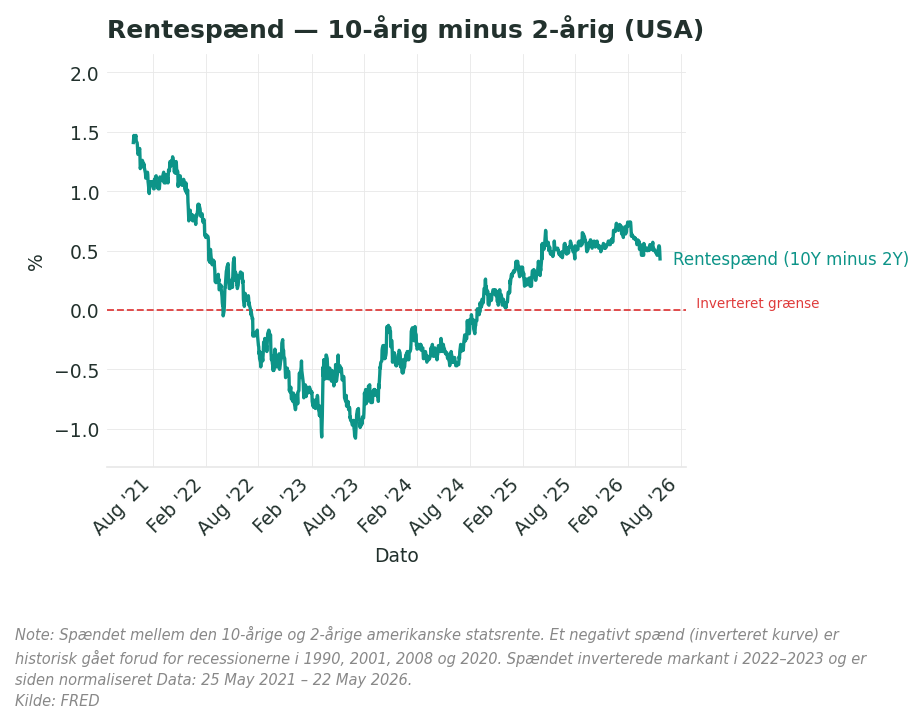 Rentespænd — 10-årig minus 2-årig (USA)
2.0
1.5
1.0
0.5
0.0
−0.5
−1.0
%
Rentespænd (10Y minus 2Y)
Inverteret grænse
Aug '21
Feb '22
Aug '22
Feb '23
Aug '23
Feb '24
Aug '24
Feb '25
Aug '25
Feb '26
Aug '26
Dato
Note: Spændet mellem den 10-årige og 2-årige amerikanske statsrente. Et negativt spænd (inverteret kurve) er
historisk gået forud for recessionerne i 1990, 2001, 2008 og 2020. Spændet inverterede markant i 2022–2023 og er
siden normaliseret Data: 25 May 2021 – 22 May 2026.
Kilde: FRED